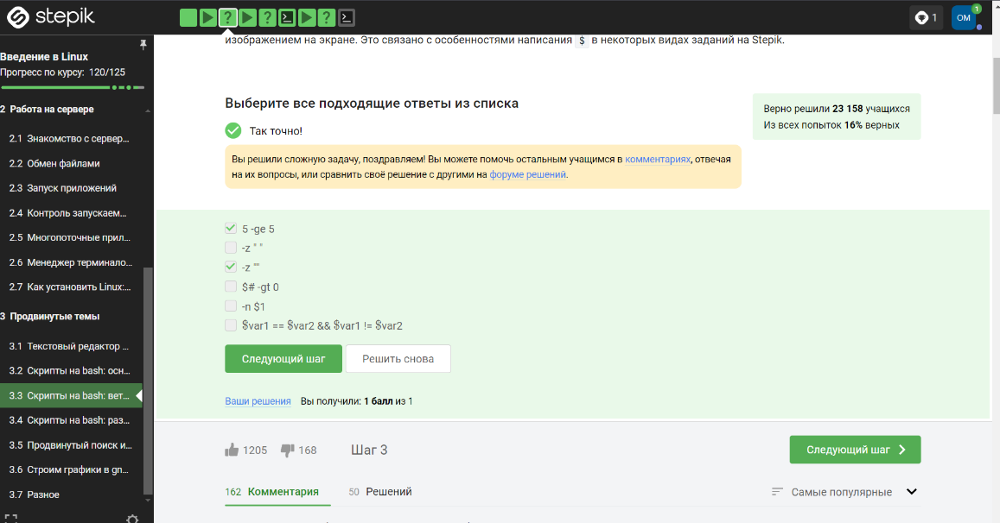 stepik
1
OM
1
Введение в Linux
Прогресс по курсу: 120/125
2 Работа на сервере
2.1 Знакомство с сервер...
2.2 Обмен файлами
2.3 Запуск приложений
2.4 Контроль запускаем...
2.5 Многопоточные прил...
2.6 Менеджер терминало...
2.7 Как установить Linux:...
3 Продвинутые темы
3.1 Текстовый редактор ...
3.2 Скрипты на bash: осн...
3.3 Скрипты на bash: вет...
3.4 Скрипты на bash: раз...
3.5 Продвинутый поиск и...
3.6 Строим графики в gn...
3.7 Разное
изображением на экране. Это связано с особенностями написания $ в некоторых видах заданий на Stepik.
Выберите все подходящие ответы из списка
Так точно!
Вы решили сложную задачу, поздравляем! Вы можете помочь остальным учащимся в комментариях, отвечая
на их вопросы, или сравнить своё решение с другими на форуме решений.
Верно решили 23 158 учащихся
Из всех попыток 16% верных
5 -ge 5
-z " "
-z ""
$# -gt 0
-n $1
$var1 == $var2 && $var1 != $var2
Следующий шаг
Решить снова
Ваши решения Вы получили: 1 балл из 1
1205
168
Шаг 3
Следующий шаг
162 Комментария
50 Решений
Самые популярные